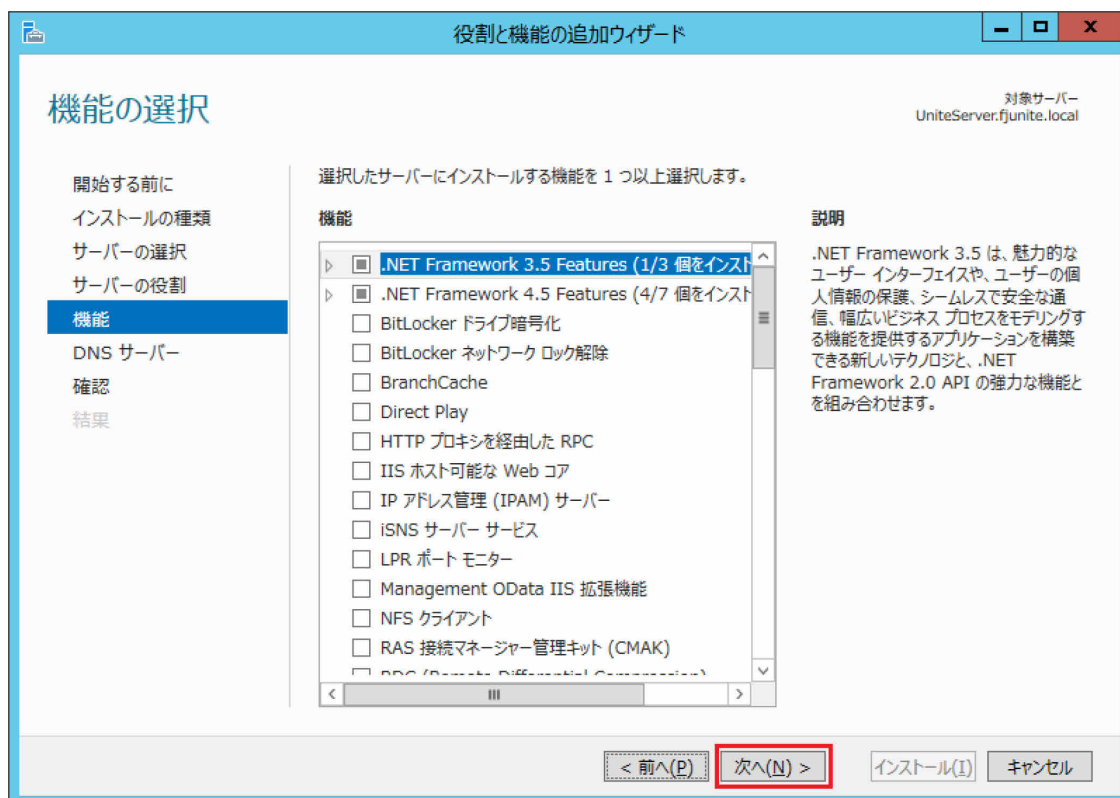 役割と機能の追加ウィザード
機能の選択
対象サーバー
UniteServer.fjunite.local
開始する前に
インストールの種類
サーバーの選択
サーバーの役割
機能
DNS サーバー
確認
結果
選択したサーバーにインストールする機能を 1 つ以上選択します。
機能
.NET Framework 3.5 Features (1/3 個をインスト
.NET Framework 4.5 Features (4/7 個をインスト
BitLocker ドライブ暗号化
BitLocker ネットワーク ロック解除
BranchCache
Direct Play
HTTP プロキシを経由した RPC
IIS ホスト可能な Web コア
IP アドレス管理 (IPAM) サーバー
iSNS サーバー サービス
LPR ポート モニター
Management OData IIS 拡張機能
NFS クライアント
RAS 接続マネージャー管理キット (CMAK)
RDC (Remote Differential Compression)
説明
.NET Framework 3.5 は、魅力的な
ユーザー インターフェイスや、ユーザーの個
人情報の保護、シームレスで安全な通
信、幅広いビジネス プロセスをモデリングす
る機能を提供するアプリケーションを構築
できる新しいテクノロジと、.NET
Framework 2.0 API の強力な機能と
を組み合わせます。
< 前へ(P)
次へ(N) >
インストール(I)
キャンセル